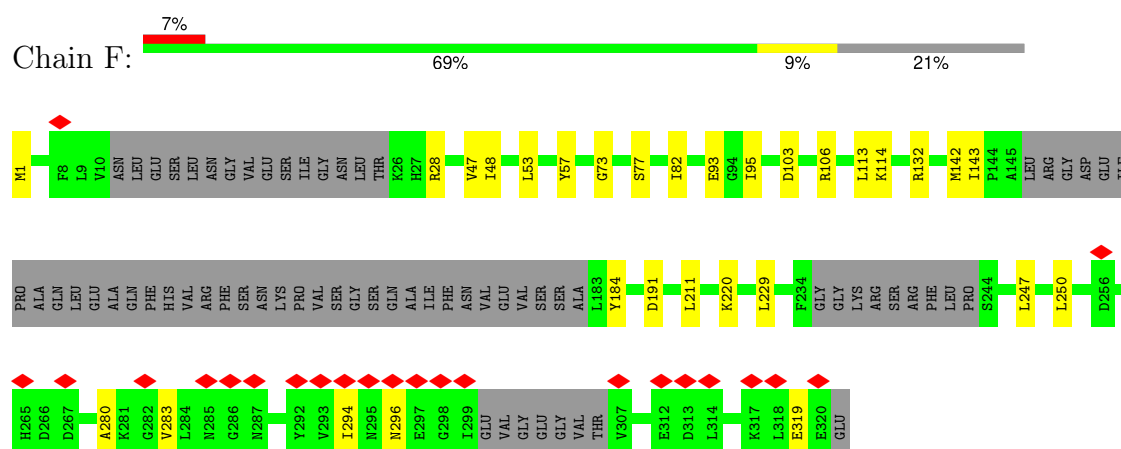 7%
Chain F:
69% 9% 21%
M1 F8 L9 V10 ASN LEU GLU SER LEU ASN GLY VAL GLU SER ILE GLY ASN LEU THR K26 H27 R28 V47 I48 L53 Y57 G73 S77 I82 E93 G94 I95 D103 R106 L113 K114 R132 M142 I143 P144 A145 LEU ARG GLY ASP GLU ILE
PRO ALA GLN LEU GLU ALA GLN PHE HIS VAL ARG PHE SER ASN LYS PRO VAL SER GLY SER GLN ALA ILE PHE ASN VAL GLU VAL SER SER ALA L183 Y184 D191 L211 K220 L229 F234 GLY GLY LYS ARG SER ARG PHE LEU PRO S244 L247 L250 D256
H265 D266 D267 A280 K281 G282 V283 L284 N285 G286 N287 Y292 V293 I294 N295 N296 E297 G298 I299 GLU VAL GLY GLU GLY VAL THR V307 E312 D313 L314 K317 L318 E319 E320 GLU